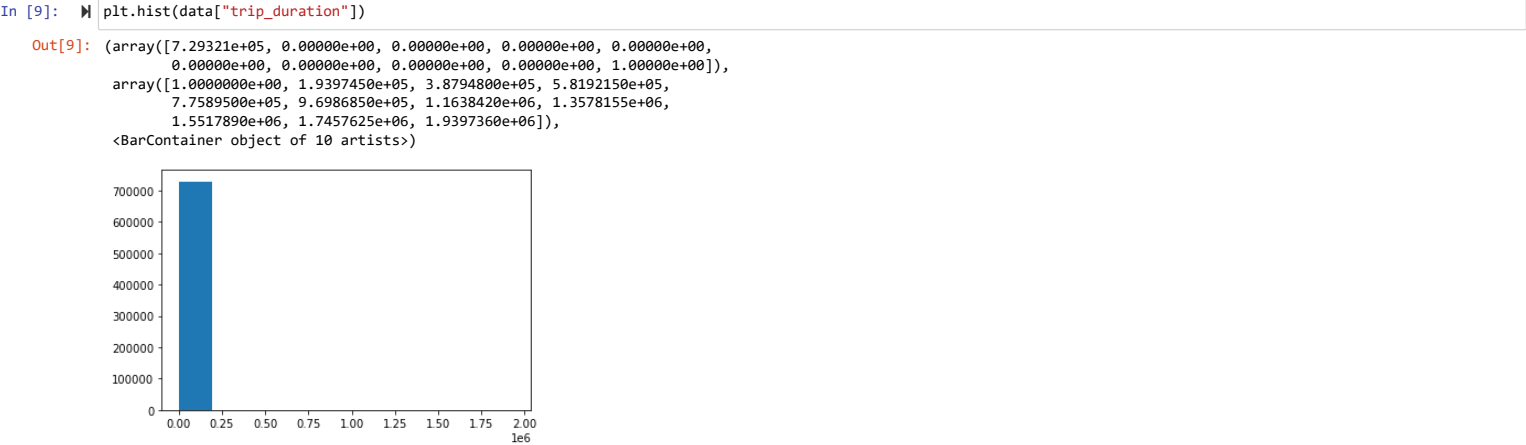 In [9]: plt.hist(data["trip_duration"])
Out[9]: (array([7.29321e+05, 0.00000e+00, 0.00000e+00, 0.00000e+00, 0.00000e+00,
0.00000e+00, 0.00000e+00, 0.00000e+00, 0.00000e+00, 1.00000e+00]),
array([1.0000000e+00, 1.9397450e+05, 3.8794800e+05, 5.8192150e+05,
7.7589500e+05, 9.6986850e+05, 1.1638420e+06, 1.3578155e+06,
1.5517890e+06, 1.7457625e+06, 1.9397360e+06]),
<BarContainer object of 10 artists>)
700000
600000
500000
400000
300000
200000
100000
0
0.00 0.25 0.50 0.75 1.00 1.25 1.50 1.75 2.00
1e6